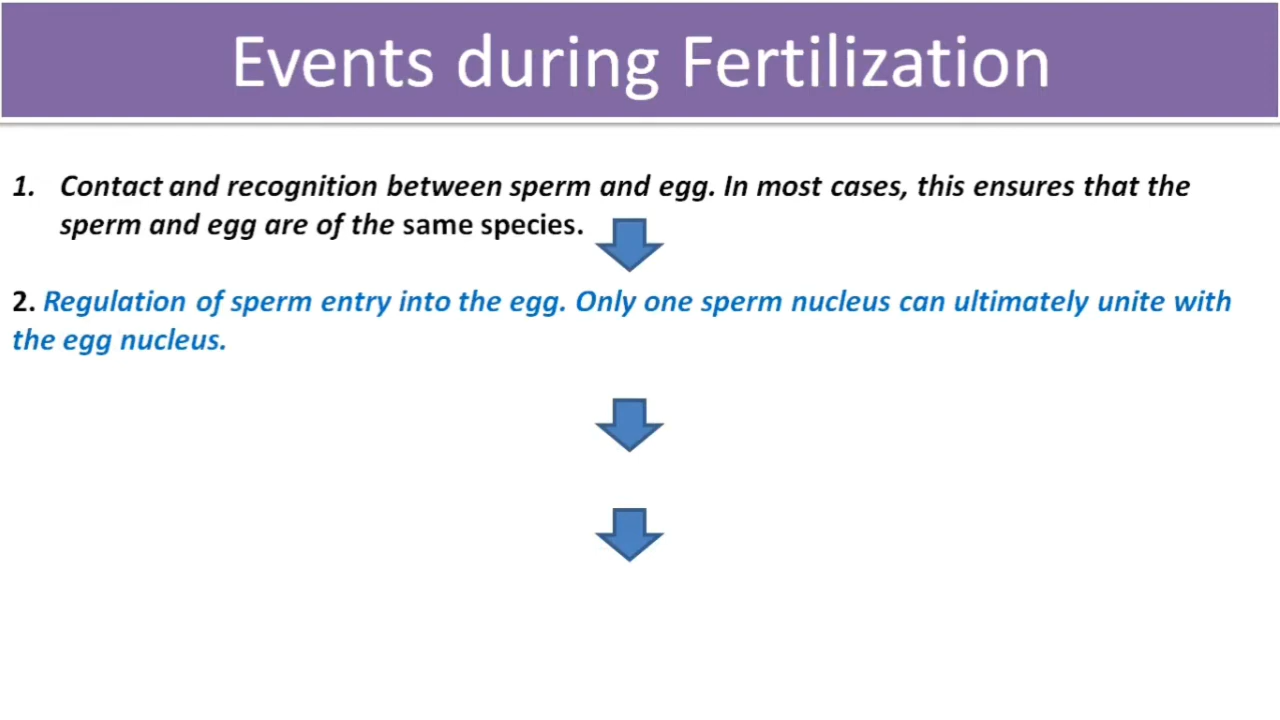 Events during Fertilization
1. Contact and recognition between sperm and egg. In most cases, this ensures that the
sperm and egg are of the same species.
2. Regulation of sperm entry into the egg. Only one sperm nucleus can ultimately unite with
the egg nucleus.